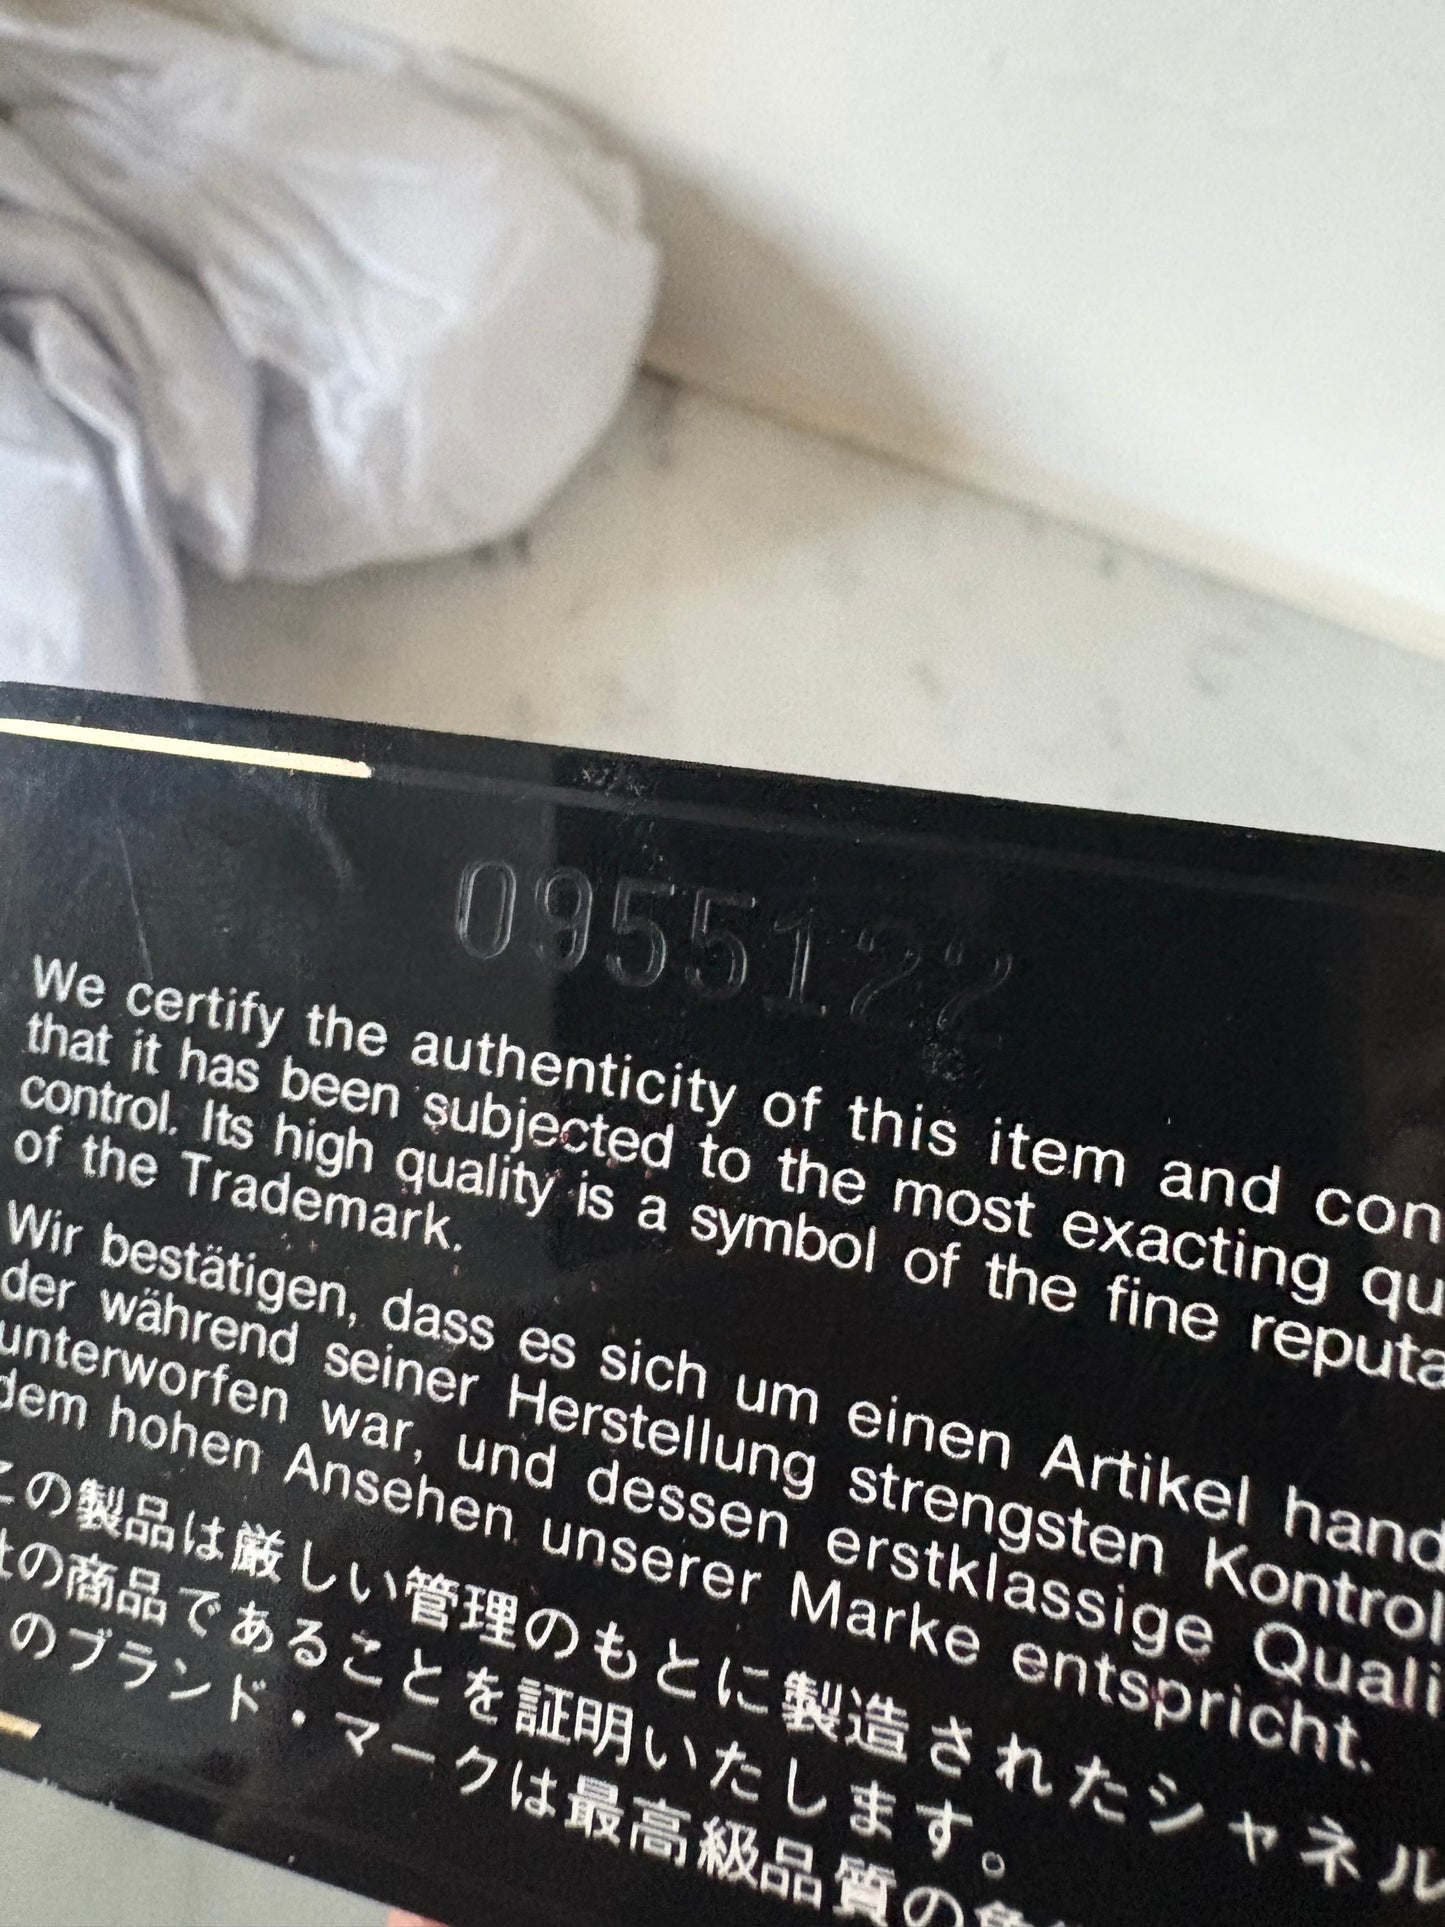 0955122
We certify the authenticity of this item and con
that it has been subjected to the most exacting qu
control. Its high quality is a symbol of the fine reputa
of the Trademark.
Wir bestätigen, dass es sich um einen Artikel hand
der während seiner Herstellung strengsten Kontrol
unterworfen war, und dessen erstklassige Quali
dem hohen Ansehen unserer Marke entspricht.
この製品は厳しい管理のもとに製造されたシャネル
社の商品であることを証明いたします。
のブランド・マークは最高級品質の